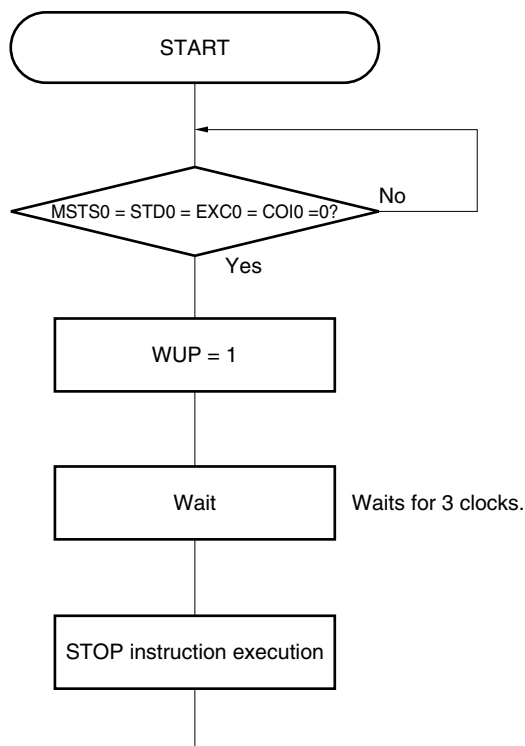 START
MSTS0 = STD0 = EXC0 = COI0 =0?
No
Yes
WUP = 1
Wait
Waits for 3 clocks.
STOP instruction execution